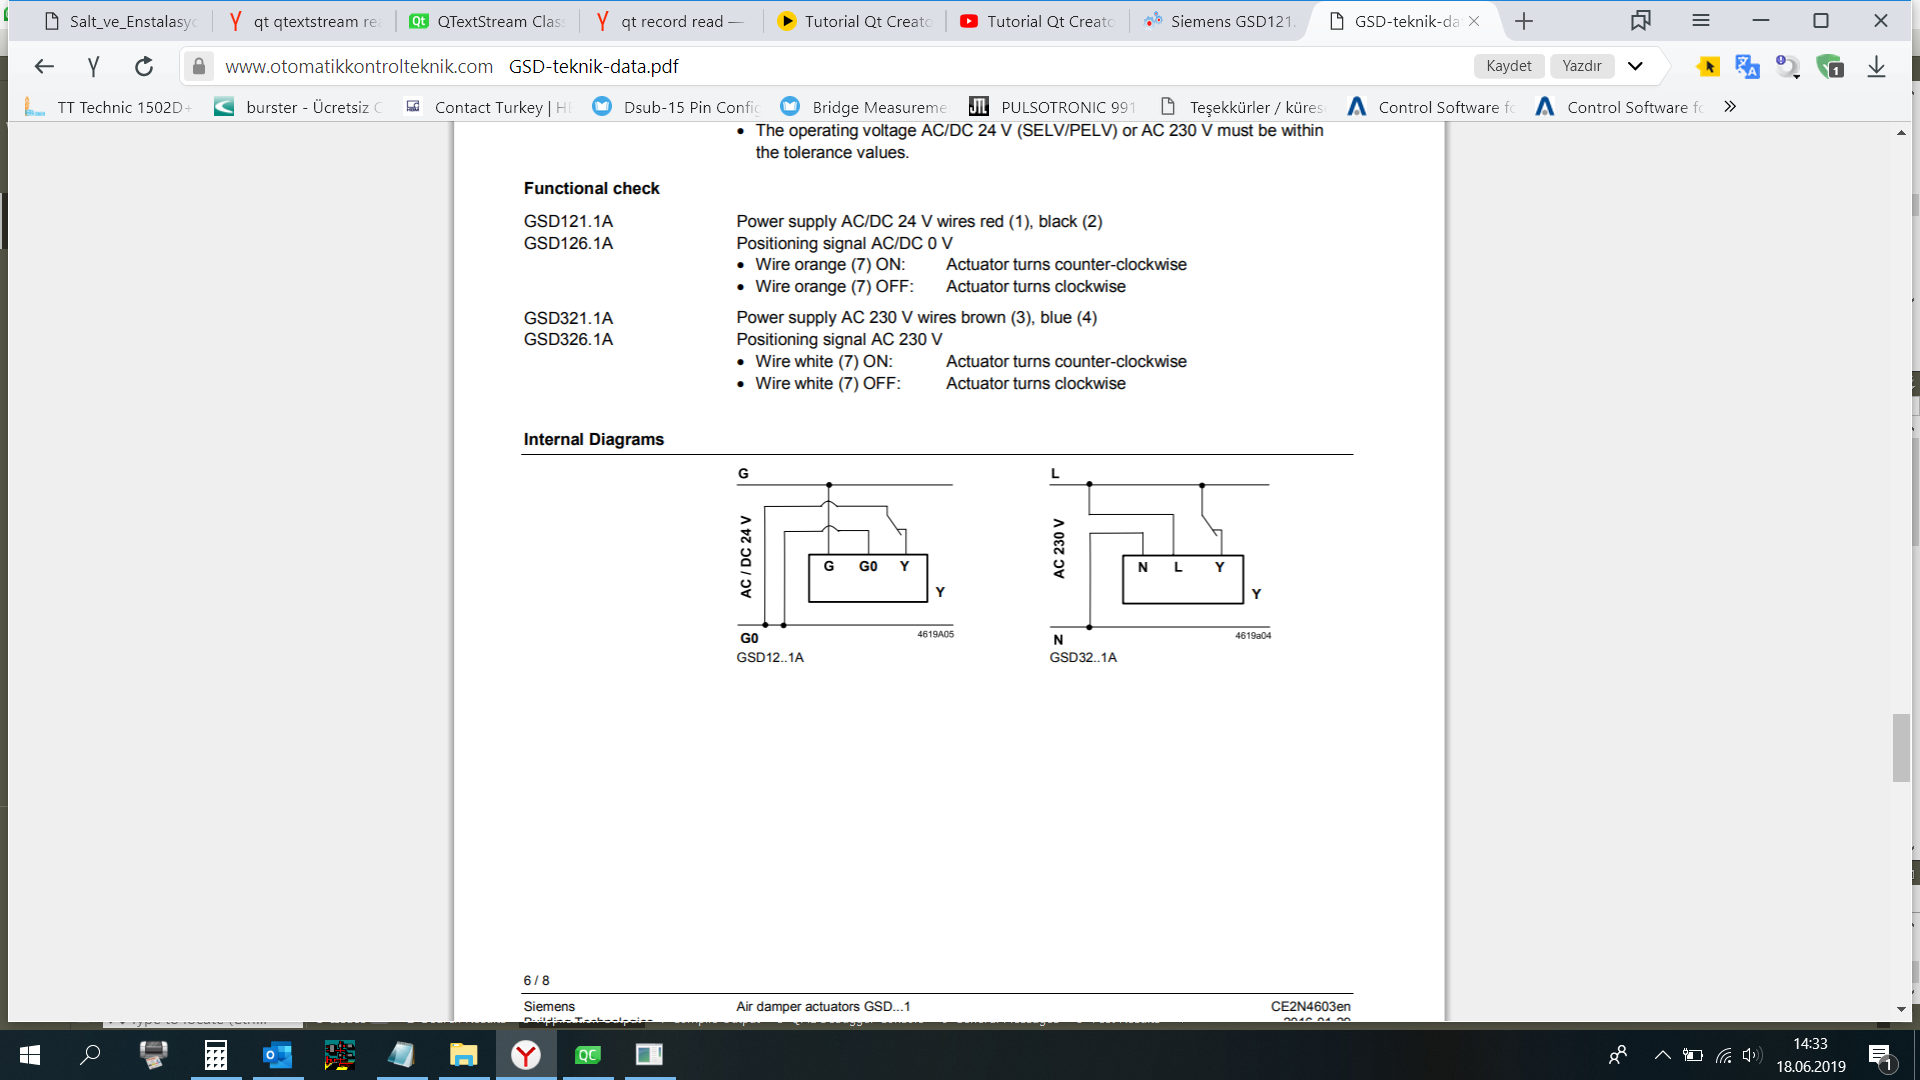 Salt_ve_Enstalasyo
qt qtextstream re
QTextStream Clas
qt record read —
Tutorial Qt Creato
Tutorial Qt Creato
Siemens GSD121.
GSD-teknik-da
www.otomatikkontrolteknik.com GSD-teknik-data.pdf
Kaydet
Yazdır
1
TT Technic 1502D+
burster - Ücretsiz C
Contact Turkey | H
Dsub-15 Pin Config
Bridge Measureme
PULSOTRONIC 991
Teşekkürler / küres
Control Software fo
Control Software fo
• The operating voltage AC/DC 24 V (SELV/PELV) or AC 230 V must be within
the tolerance values.
Functional check
GSD121.1A Power supply AC/DC 24 V wires red (1), black (2)
GSD126.1A Positioning signal AC/DC 0 V
• Wire orange (7) ON: Actuator turns counter-clockwise
• Wire orange (7) OFF: Actuator turns clockwise
GSD321.1A Power supply AC 230 V wires brown (3), blue (4)
GSD326.1A Positioning signal AC 230 V
• Wire white (7) ON: Actuator turns counter-clockwise
• Wire white (7) OFF: Actuator turns clockwise
Internal Diagrams
G
AC / DC 24 V
G G0 Y
Y
G0
4619A05
GSD12..1A
L
AC 230 V
N L Y
Y
N
4619a04
GSD32..1A
6 / 8
Siemens Air damper actuators GSD...1 CE2N4603en
Building Technologies 2016-01-29
QC
14:33
18.06.2019
1